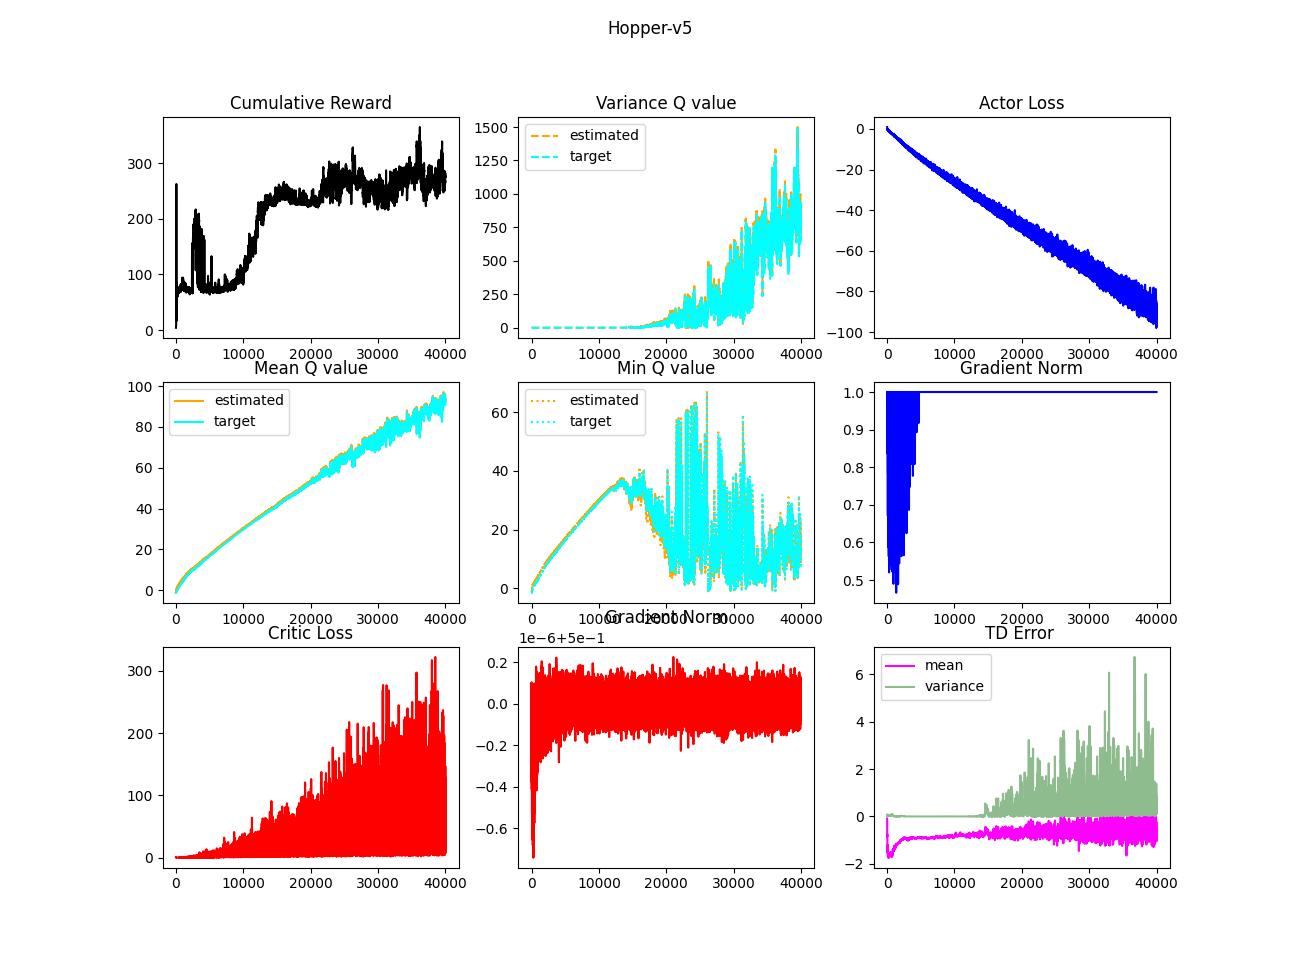 Hopper-v5
Cumulative Reward
300
200
100
0
0 10000 20000 30000 40000
Variance Q value
estimated
target
1500
1250
1000
750
500
250
0
0 10000 20000 30000 40000
Actor Loss
0
−20
−40
−60
−80
−100
0 10000 20000 30000 40000
Mean Q value
estimated
target
100
80
60
40
20
0
0 10000 20000 30000 40000
Min Q value
estimated
target
60
40
20
0
0 10000 20000 30000 40000
Gradient Norm
1.0
0.9
0.8
0.7
0.6
0.5
0 10000 20000 30000 40000
Critic Loss
300
200
100
0
0 10000 20000 30000 40000
Gradient Norm
1e-6+5e-1
0.2
0.0
−0.2
−0.4
−0.6
0 10000 20000 30000 40000
TD Error
mean
variance
6
4
2
0
−2
0 10000 20000 30000 40000